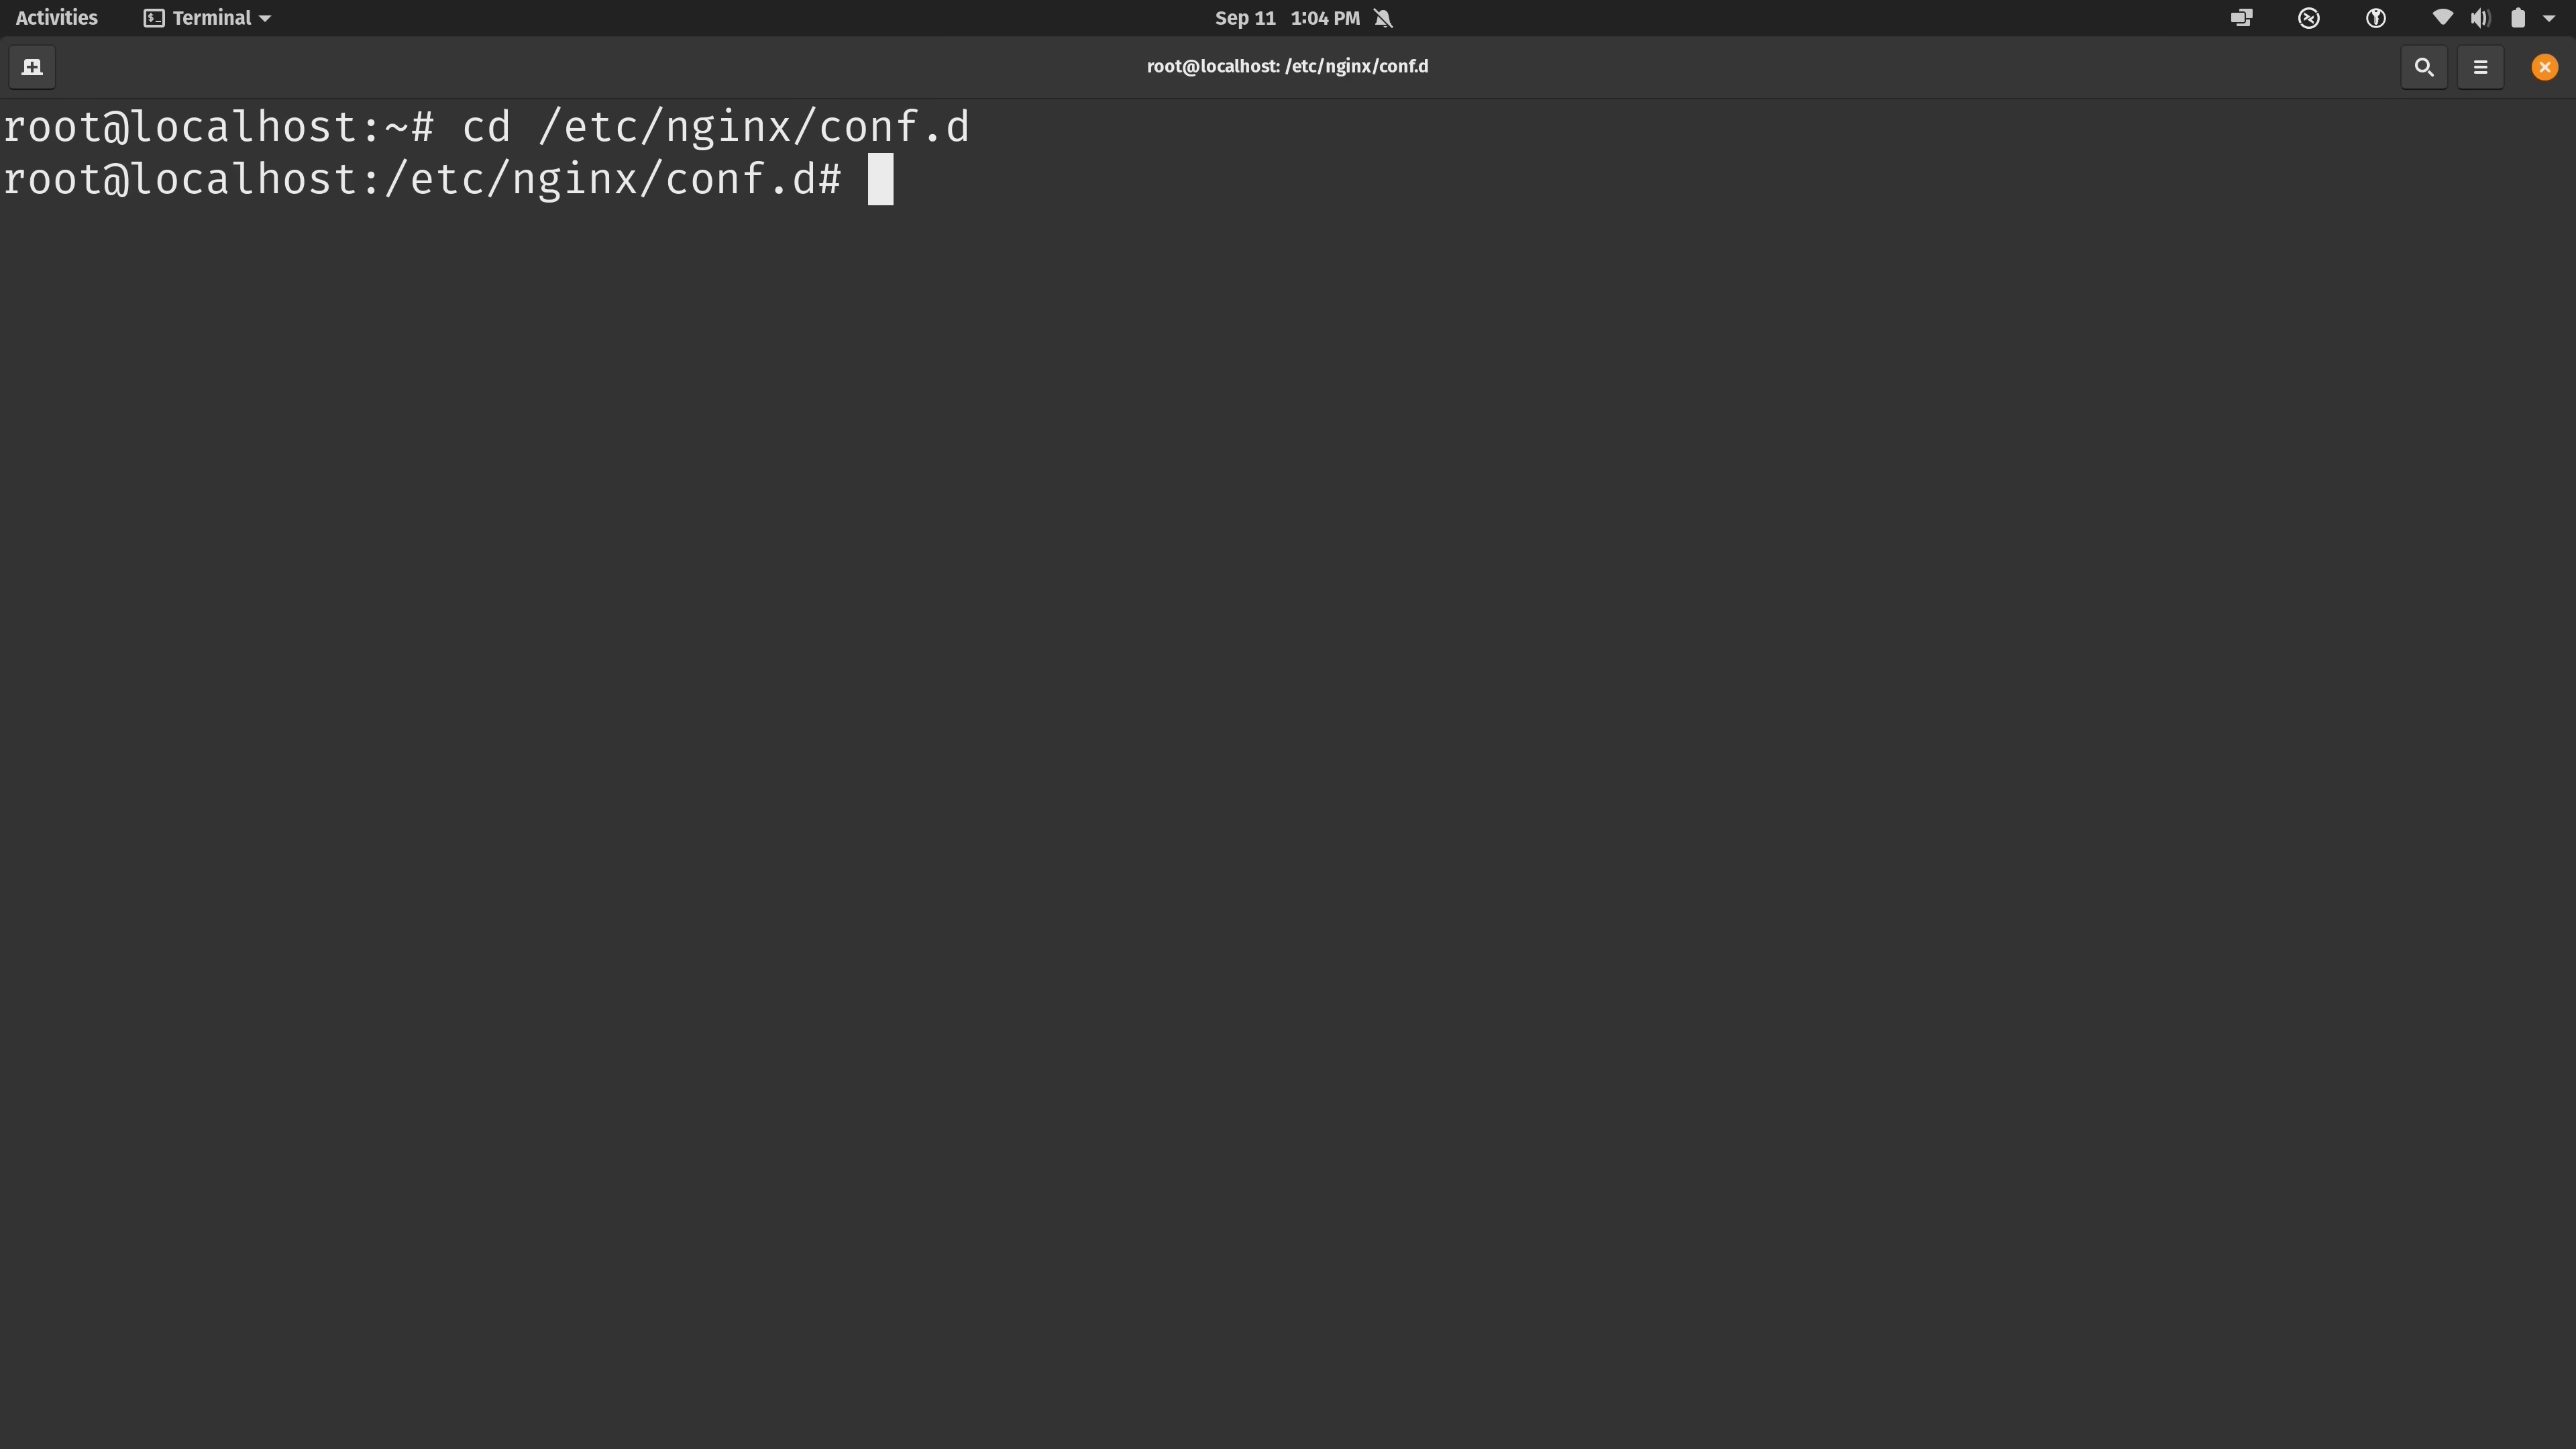 Activities Terminal Sep 11 1:04 PM
root@localhost: /etc/nginx/conf.d
root@localhost:~# cd /etc/nginx/conf.d
root@localhost:/etc/nginx/conf.d#